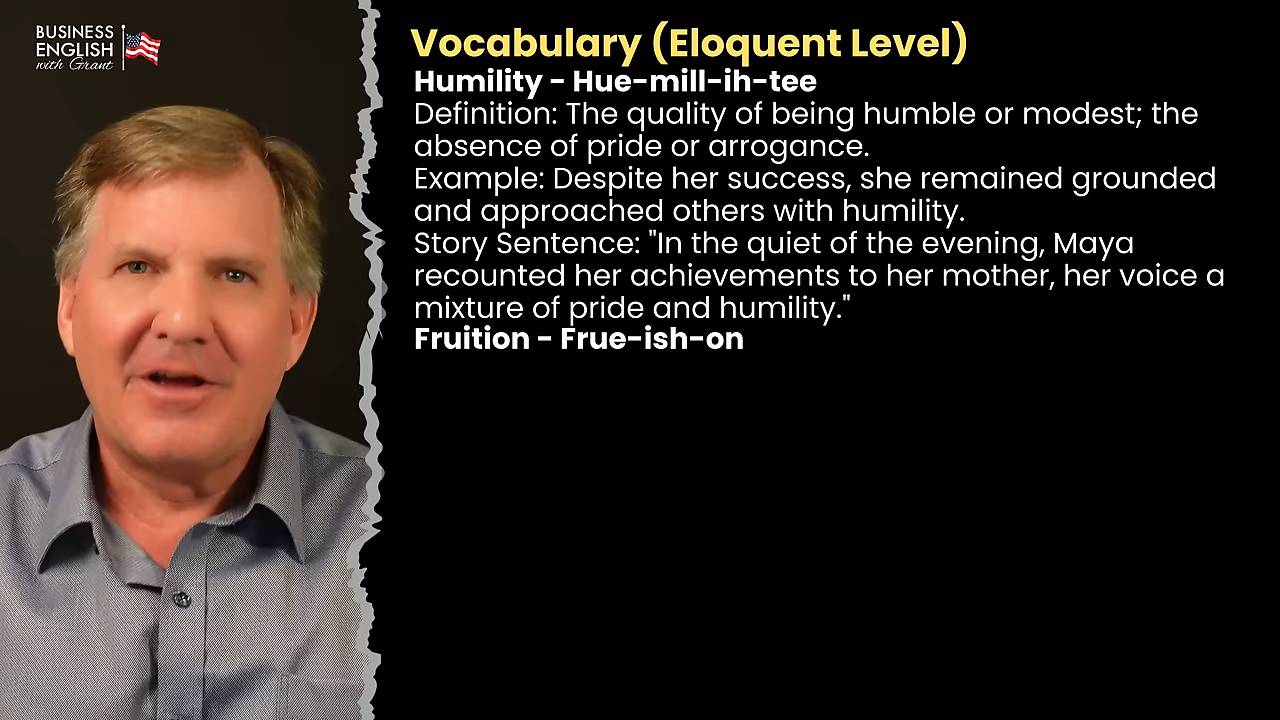 BUSINESS
ENGLISH
with Grant
Vocabulary (Eloquent Level)
Humility - Hue-mill-ih-tee
Definition: The quality of being humble or modest; the
absence of pride or arrogance.
Example: Despite her success, she remained grounded
and approached others with humility.
Story Sentence: "In the quiet of the evening, Maya
recounted her achievements to her mother, her voice a
mixture of pride and humility."
Fruition - Frue-ish-on